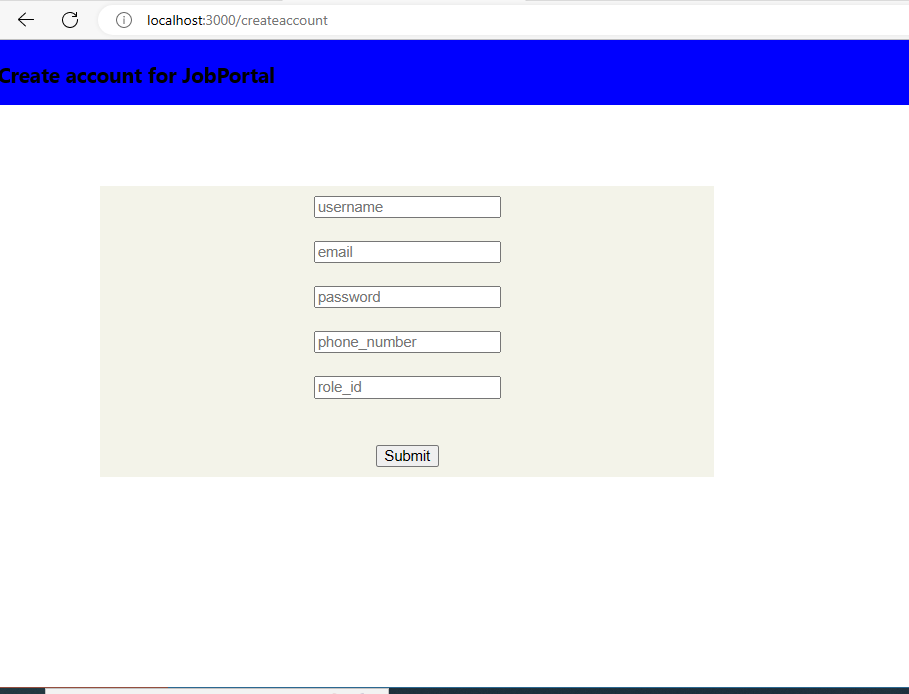 localhost:3000/createaccount
Create account for JobPortal
username
email
password
phone_number
role_id
Submit